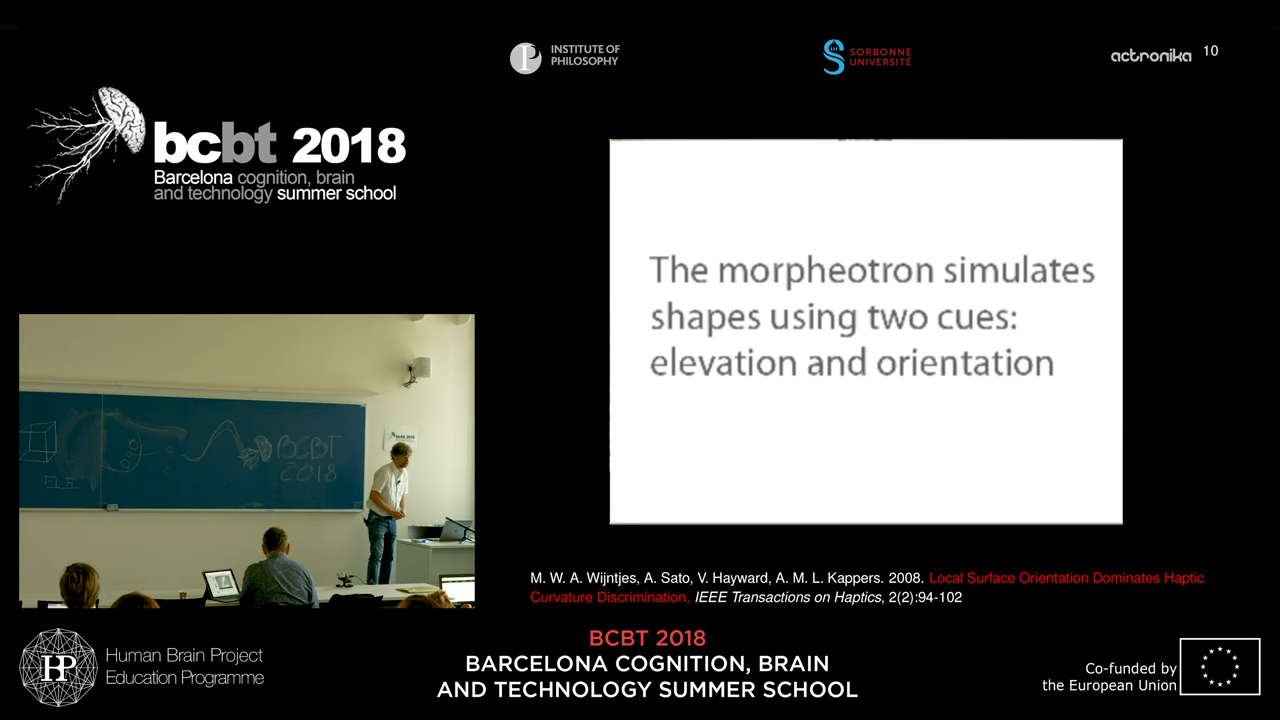 INSTITUTE OF
PHILOSOPHY
SORBONNE
UNIVERSITÉ
actronika
10
bcbt 2018
Barcelona cognition, brain
and technology summer school
The morpheotron simulates
shapes using two cues:
elevation and orientation
BCBT
2018
M. W. A. Wijntjes, A. Sato, V. Hayward, A. M. L. Kappers. 2008. Local Surface Orientation Dominates Haptic
Curvature Discrimination, IEEE Transactions on Haptics, 2(2):94-102
HP
Human Brain Project
Education Programme
BCBT 2018
BARCELONA COGNITION, BRAIN
AND TECHNOLOGY SUMMER SCHOOL
Co-funded by
the European Union